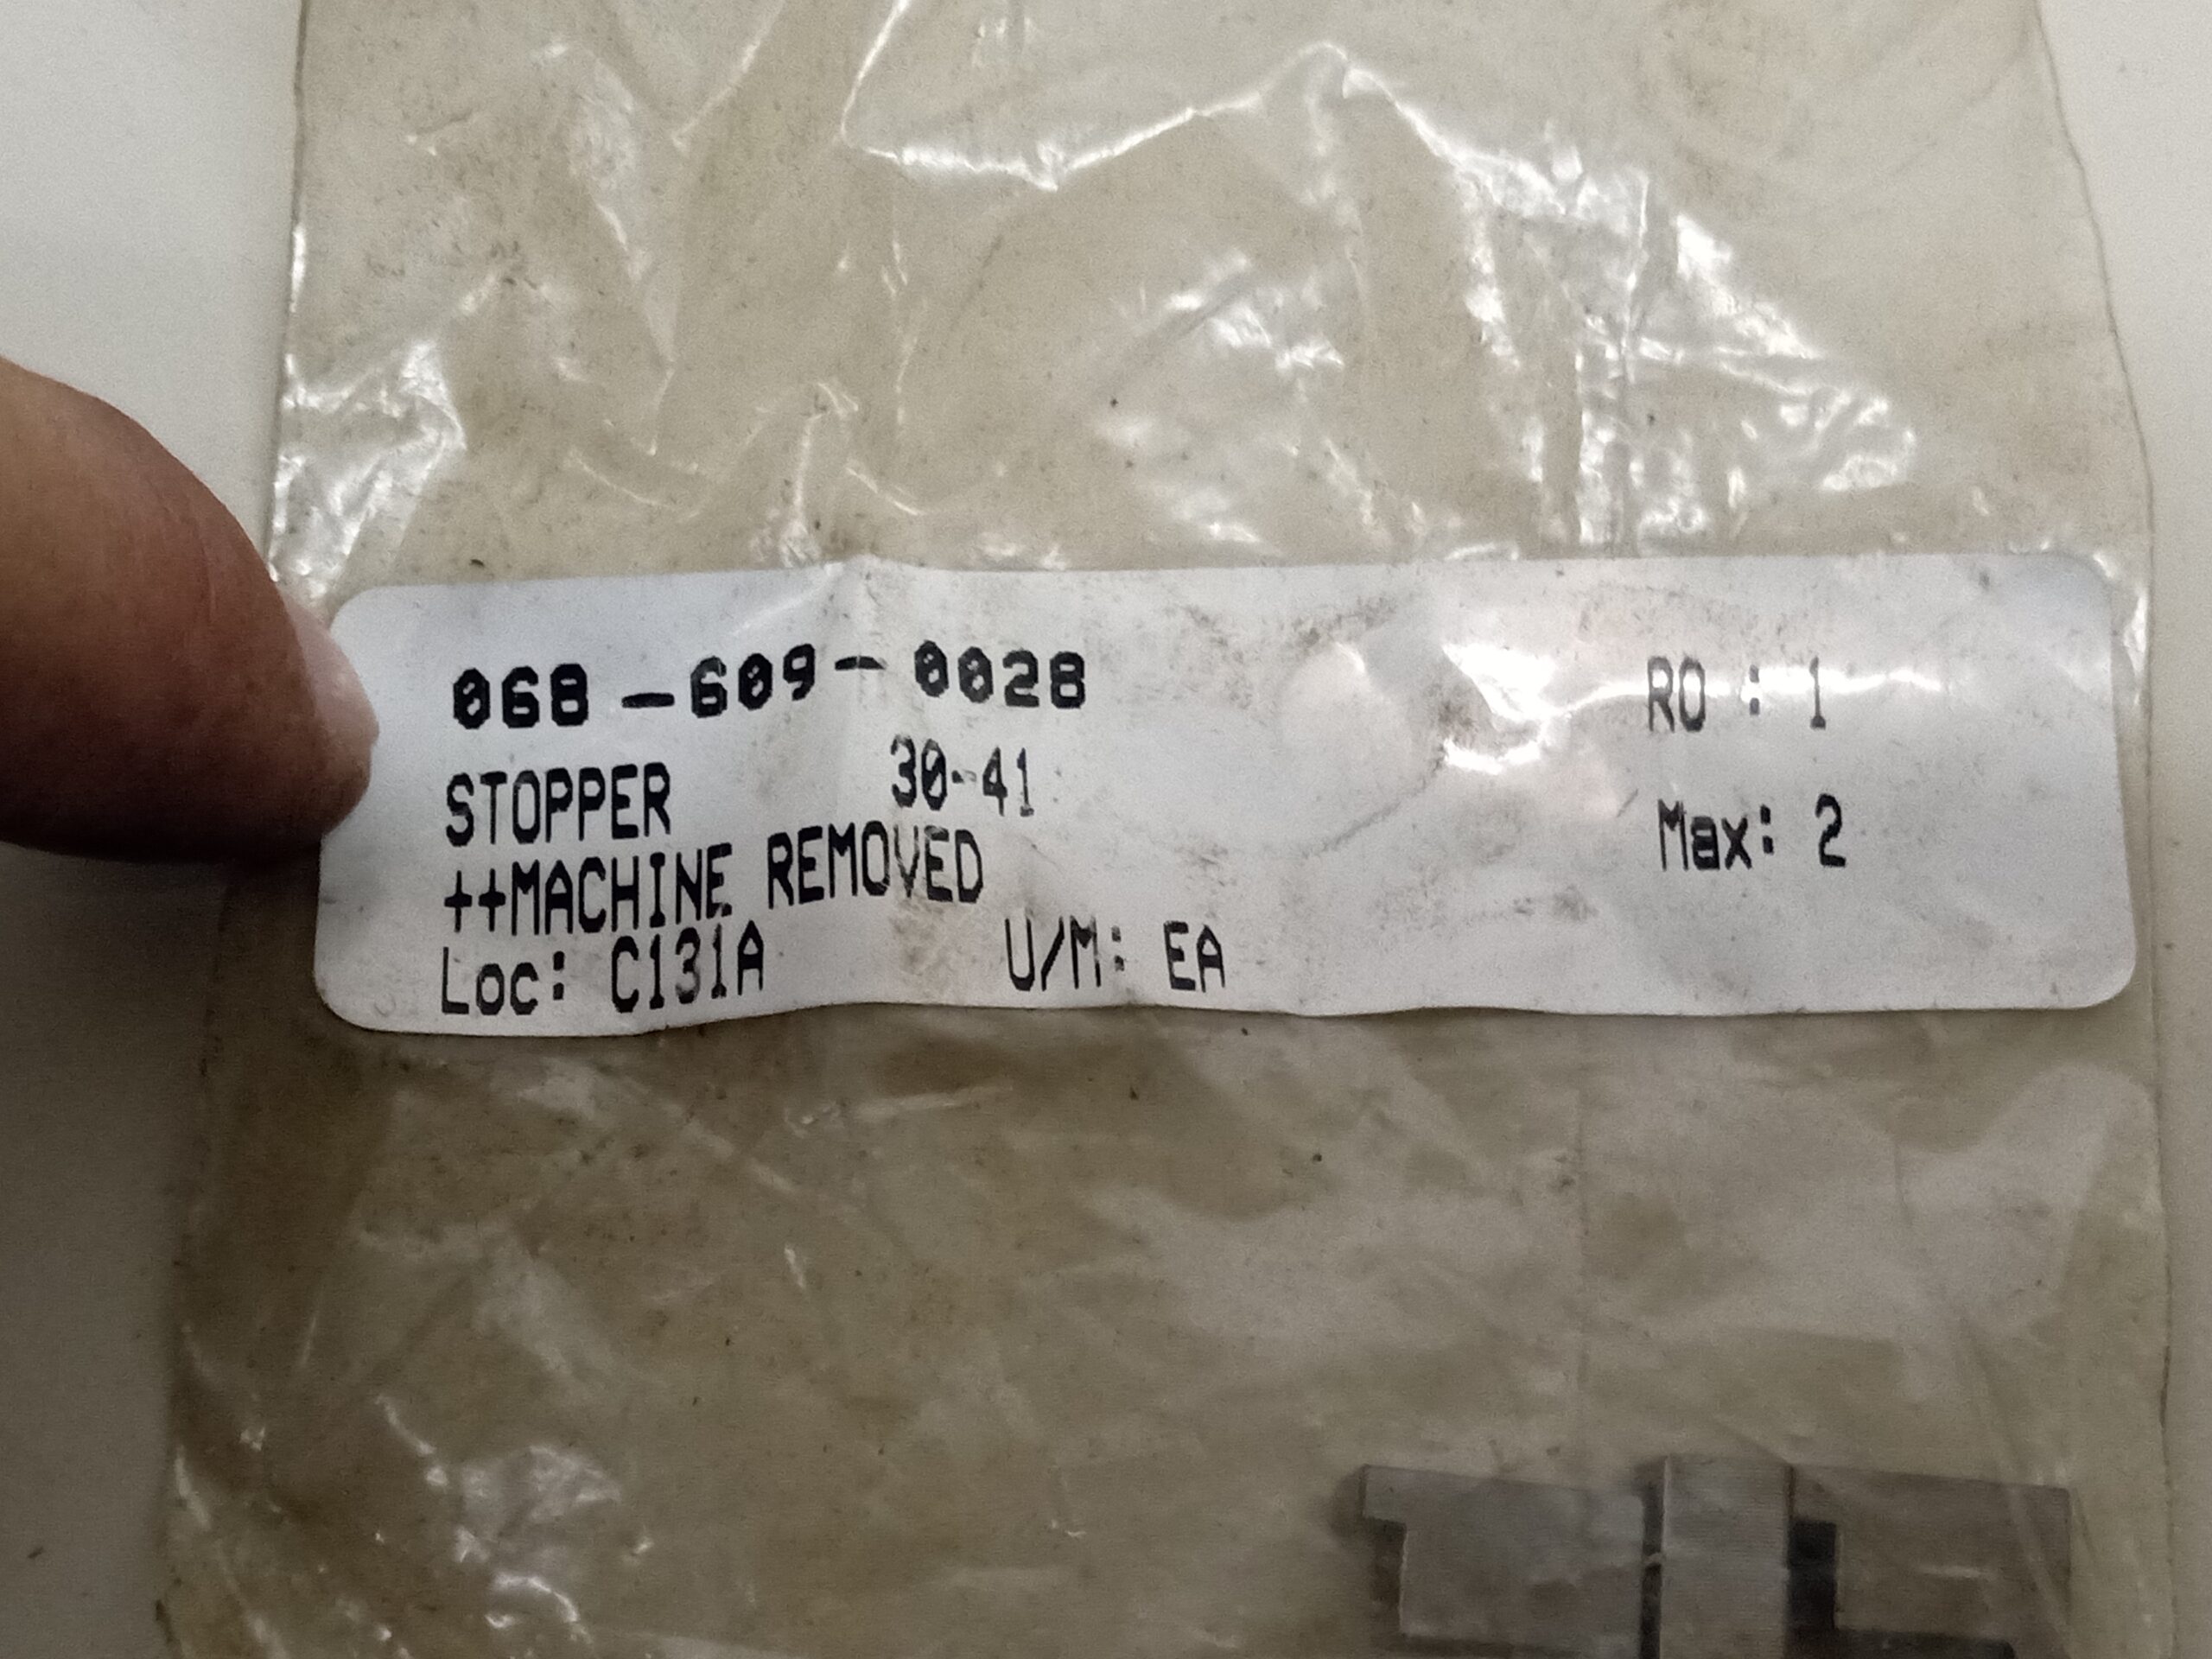 068-609-0028
STOPPER 30-41
++MACHINE REMOVED
Loc: C131A U/M: EA
RO : 1
Max: 2